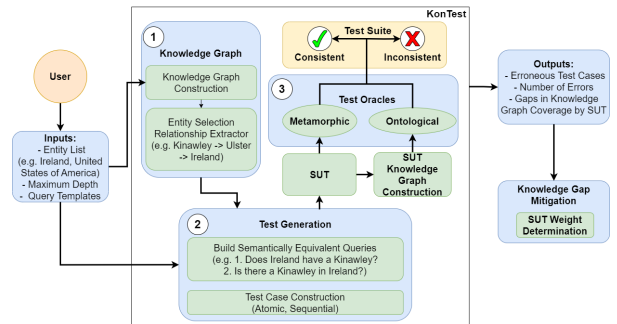 KonTest
User
Inputs:
- Entity List
(e.g. Ireland, United
States of America)
- Maximum Depth
- Query Templates
1
Knowledge Graph
Knowledge Graph
Construction
Entity Selection
Relationship Extractor
(e.g. Kinawley -> Ulster
-> Ireland)
2
Test Generation
Build Semantically Equivalent Queries
(e.g. 1. Does Ireland have a Kinawley?
2. Is there a Kinawley in Ireland?)
Test Case Construction
(Atomic, Sequential)
Test Suite
Consistent
Inconsistent
3
Test Oracles
Metamorphic
Ontological
SUT
SUT
Knowledge
Graph
Construction
Outputs:
- Erroneous Test Cases
- Number of Errors
- Gaps in Knowledge
Graph Coverage by SUT
Knowledge Gap
Mitigation
SUT Weight
Determination